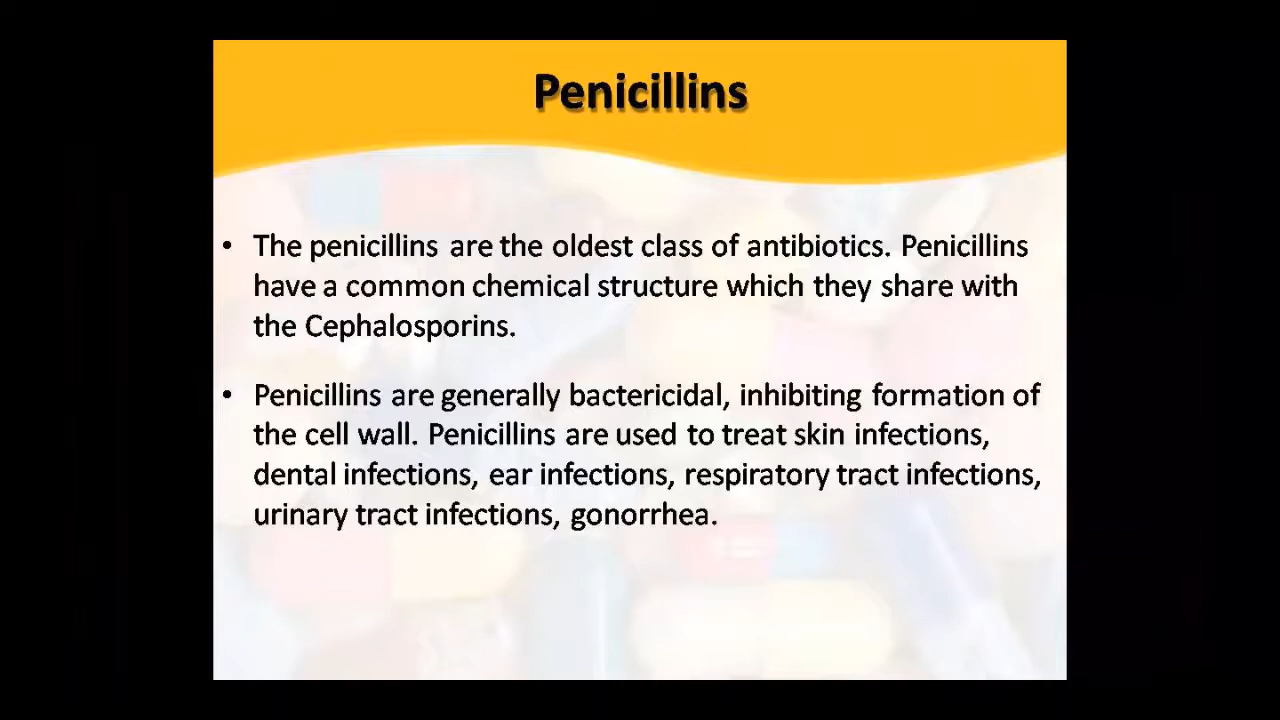 Penicillins
• The penicillins are the oldest class of antibiotics. Penicillins
have a common chemical structure which they share with
the Cephalosporins.
• Penicillins are generally bactericidal, inhibiting formation of
the cell wall. Penicillins are used to treat skin infections,
dental infections, ear infections, respiratory tract infections,
urinary tract infections, gonorrhea.